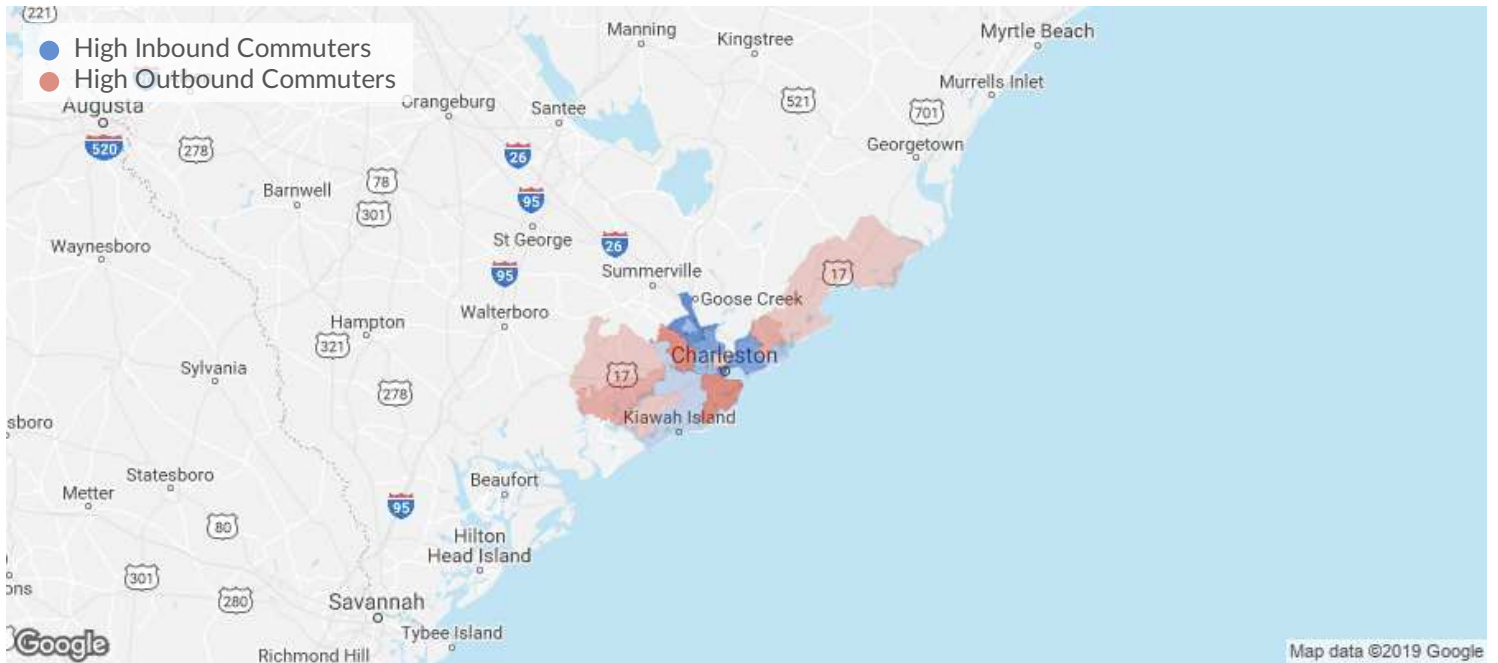 221
High Inbound Commuters
High Outbound Commuters
Manning
Kingstree
Myrtle Beach
Murrells Inlet
Augusta
Orangeburg
Santee
521
701
520
278
26
Georgetown
78
Barnwell
95
301
Waynesboro
St George
26
95
Summerville
17
Goose Creek
Walterboro
Hampton
321
Charleston
Sylvania
17
278
Kiawah Island
sboro
Statesboro
Beaufort
Metter
95
80
Hilton
Head Island
301
ons
280
Savannah
Tybee Island
Google
Richmond Hill
Map data ©2019 Google